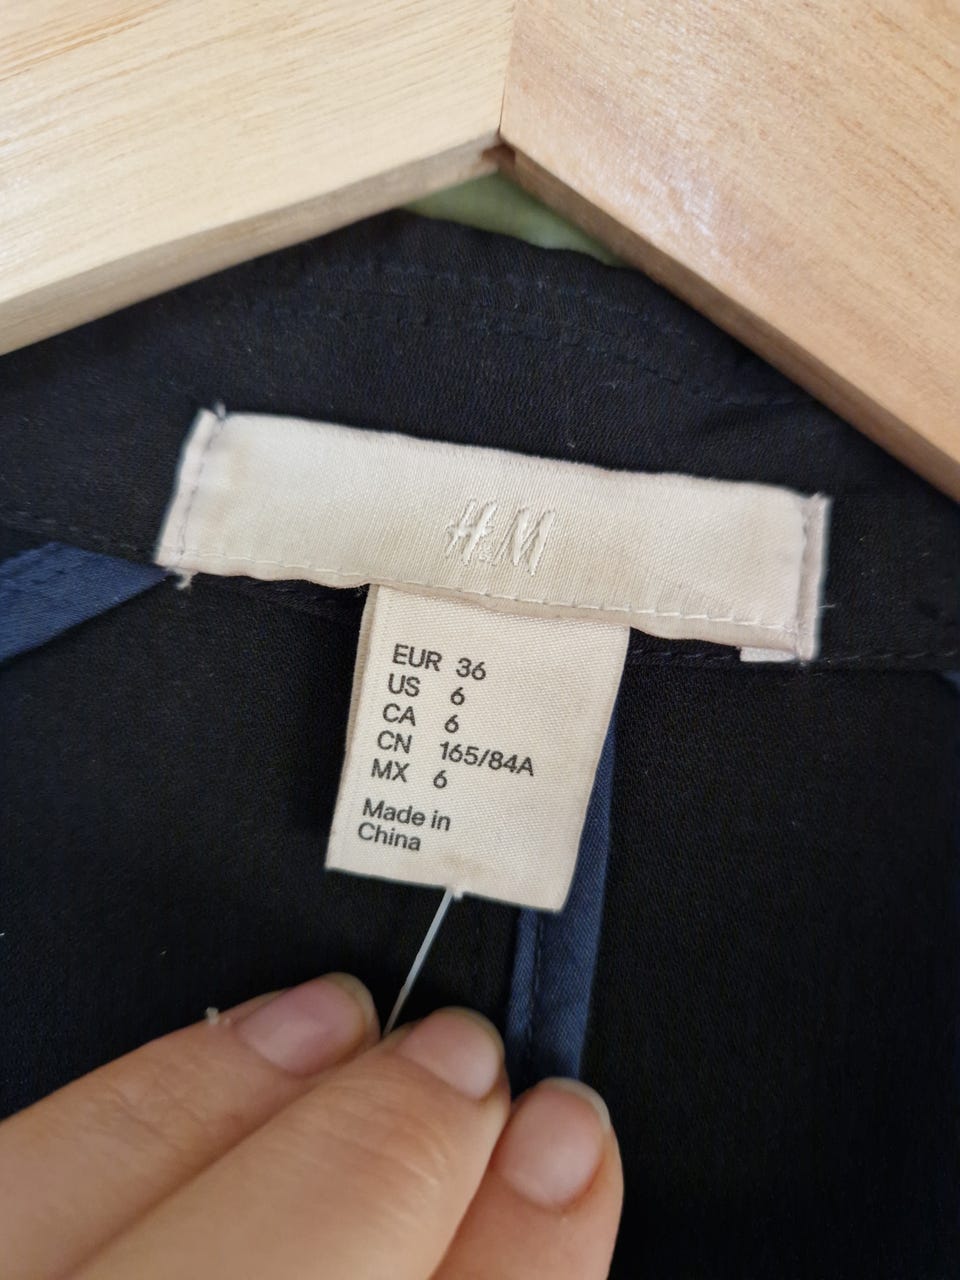 H&M
EUR 36
US 6
CA 6
CN 165/84A
MX 6
Made in
China